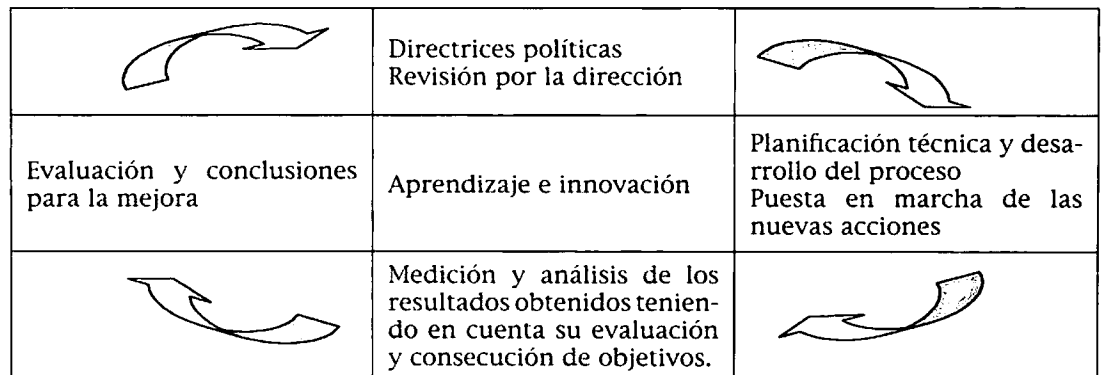 Directrices políticas
Revisión por la dirección
Evaluación y conclusiones
para la mejora
Aprendizaje e innovación
Planificación técnica y desa-
rrollo del proceso
Puesta en marcha de las
nuevas acciones
Medición y análisis de los
resultados obtenidos tenien-
do en cuenta su evaluación
y consecución de objetivos.